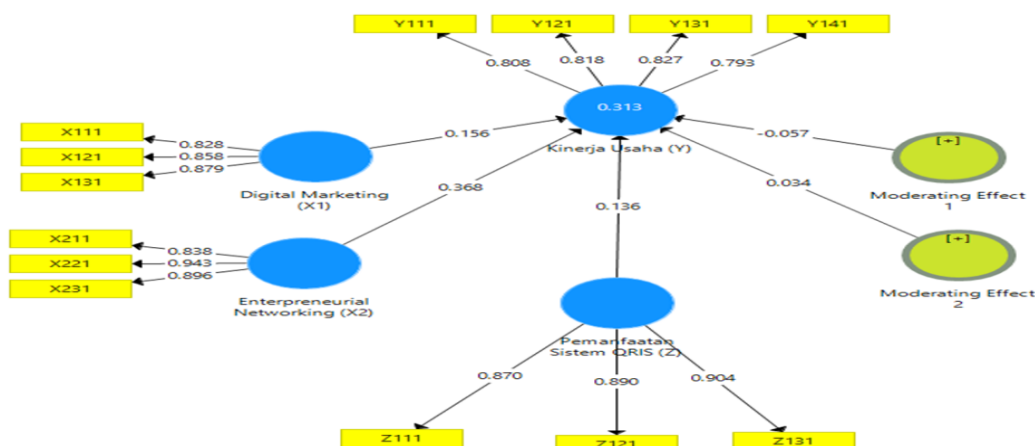 Y111 Y121 Y131 Y141
0.808 0.818 0.827 0.793
0.313
Kinerja Usaha (Y)
X111
X121
X131
0.828
0.858
0.879
Digital Marketing
(X1)
0.156
X211
X221
X231
0.838
0.943
0.896
Enterpreneurial
Networking (X2)
0.368
0.136
-0.057
[+]
Moderating Effect
1
0.034
[+]
Moderating Effect
2
Pemanfaatan
Sistem QRIS (Z)
0.870 0.890 0.904
Z111 Z121 Z131